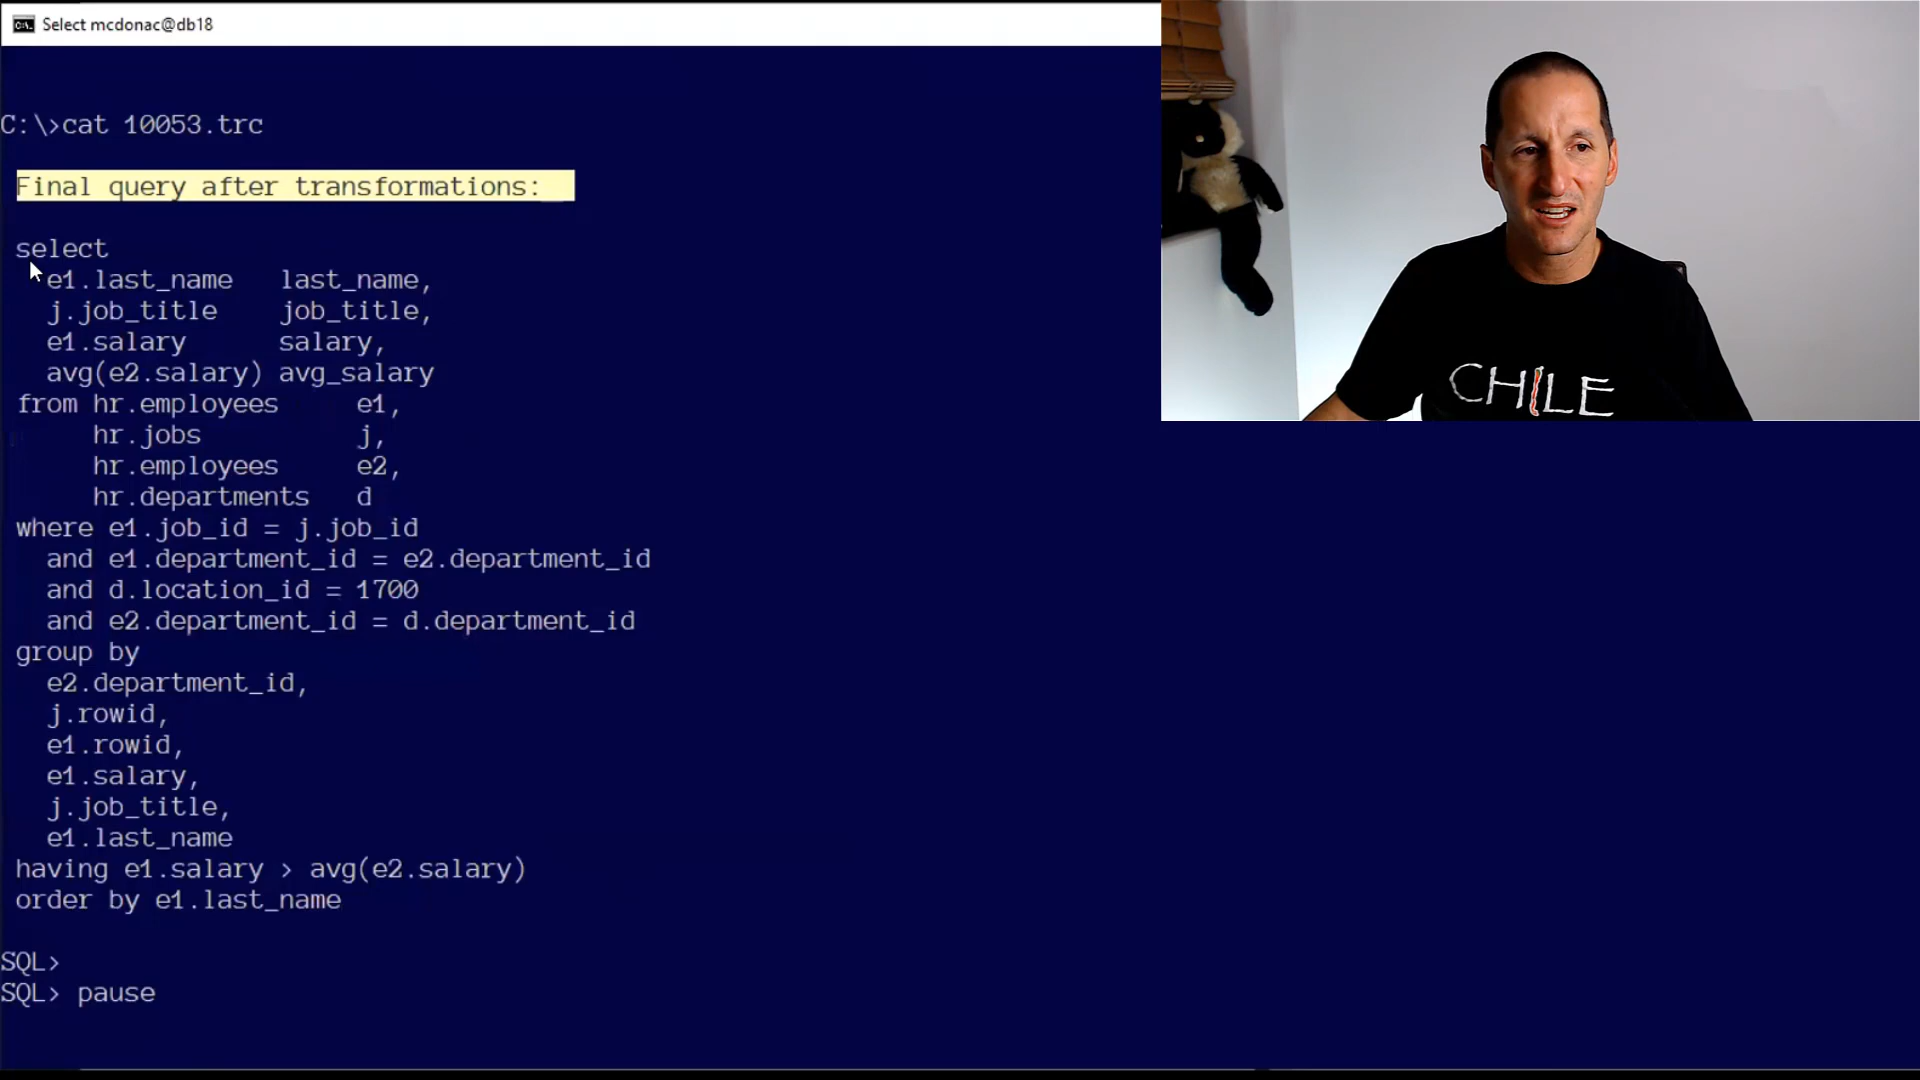 Select mcdonac@db18
C:\>cat 10053.trc
Final query after transformations:
select
e1.last_name last_name,
j.job_title job_title,
e1.salary salary,
avg(e2.salary) avg_salary
from hr.employees e1,
hr.jobs j,
hr.employees e2,
hr.departments d
where e1.job_id = j.job_id
and e1.department_id = e2.department_id
and d.location_id = 1700
and e2.department_id = d.department_id
group by
e2.department_id,
j.rowid,
e1.rowid,
e1.salary,
j.job_title,
e1.last_name
having e1.salary > avg(e2.salary)
order by e1.last_name
SQL>
SQL> pause
CHILE